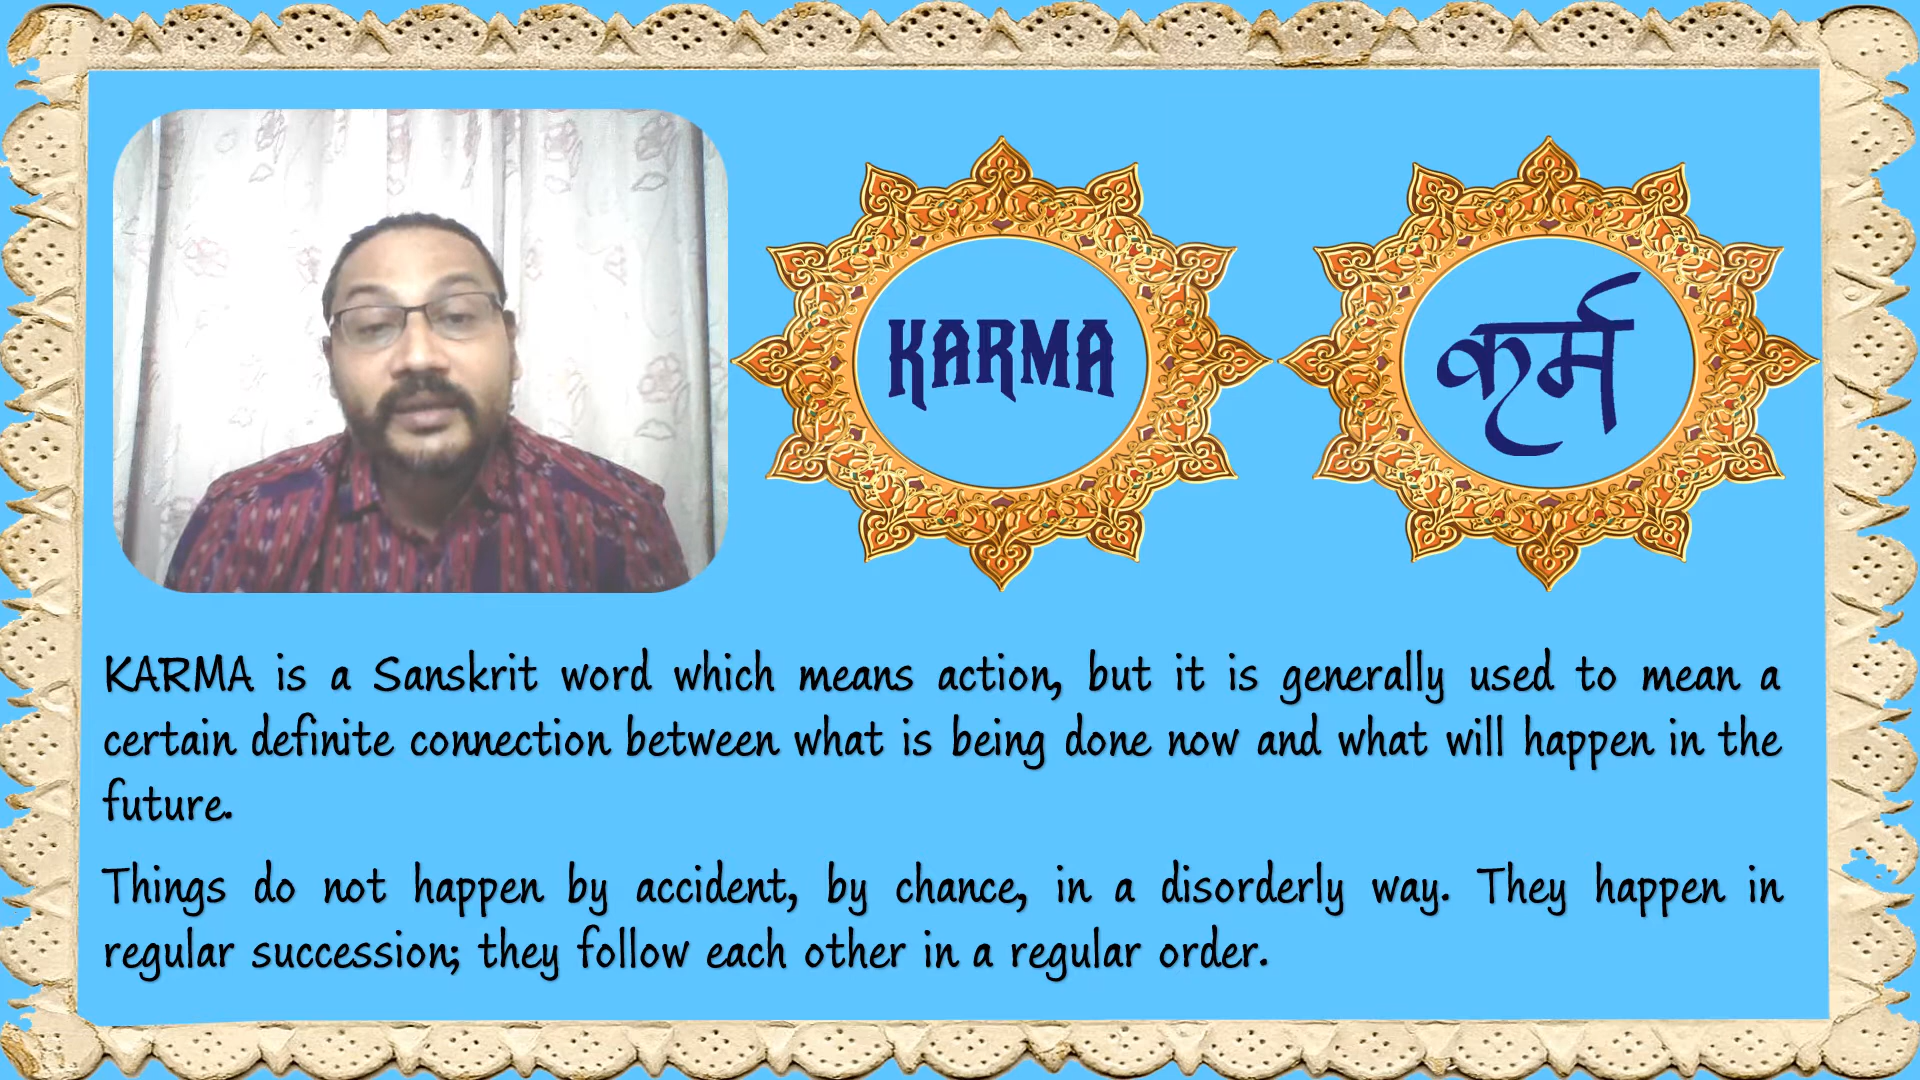 KARMA
कर्म
KARMA is a Sanskrit word which means action, but it is generally used to mean a
certain definite connection between what is being done now and what will happen in the
future.
Things do not happen by accident, by chance, in a disorderly way. They happen in
regular succession; they follow each other in a regular order.